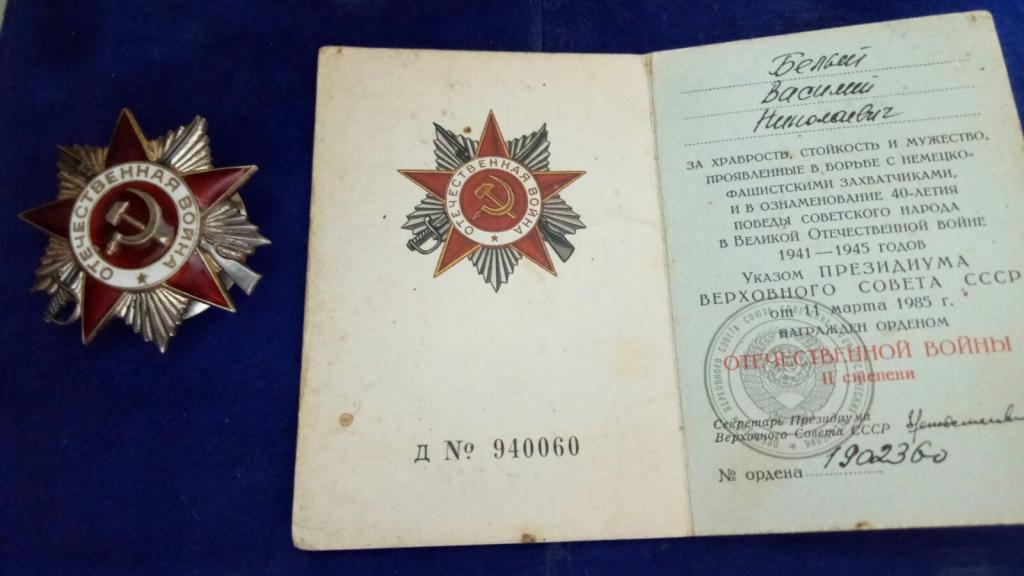 ОТЕЧЕСТВЕННАЯ ВОЙНА
ОТЕЧЕСТВЕННАЯ ВОЙНА
Д № 940060
Белый
Василий
Николаевич
ЗА ХРАБРОСТЬ, СТОЙКОСТЬ И МУЖЕСТВО,
ПРОЯВЛЕННЫЕ В БОРЬБЕ С НЕМЕЦКО-
ФАШИСТСКИМИ ЗАХВАТЧИКАМИ,
И В ОЗНАМЕНОВАНИЕ 40-ЛЕТИЯ
ПОБЕДЫ СОВЕТСКОГО НАРОДА
В ВЕЛИКОЙ ОТЕЧЕСТВЕННОЙ ВОЙНЕ
1941—1945 ГОДОВ
УКАЗОМ ПРЕЗИДИУМА
ВЕРХОВНОГО СОВЕТА СССР
от 11 марта 1985 г.
НАГРАЖДЕН ОРДЕНОМ
ОТЕЧЕСТВЕННОЙ ВОЙНЫ
II степени
Секретарь Президиума
Верховного Совета СССР
№ ордена 1902360